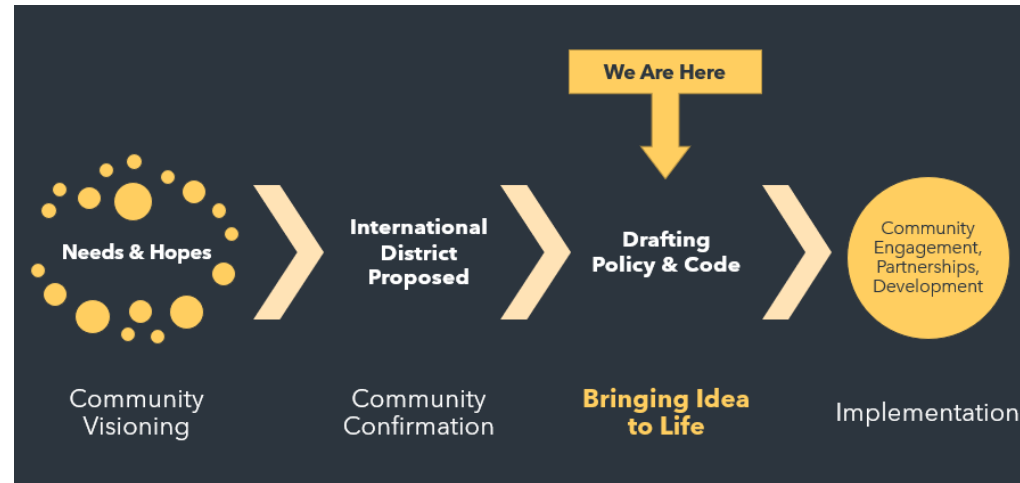 We Are Here
Needs & Hopes
International
District
Proposed
Drafting
Policy & Code
Community
Engagement,
Partnerships,
Development
Community
Visioning
Community
Confirmation
Bringing Idea
to Life
Implementation